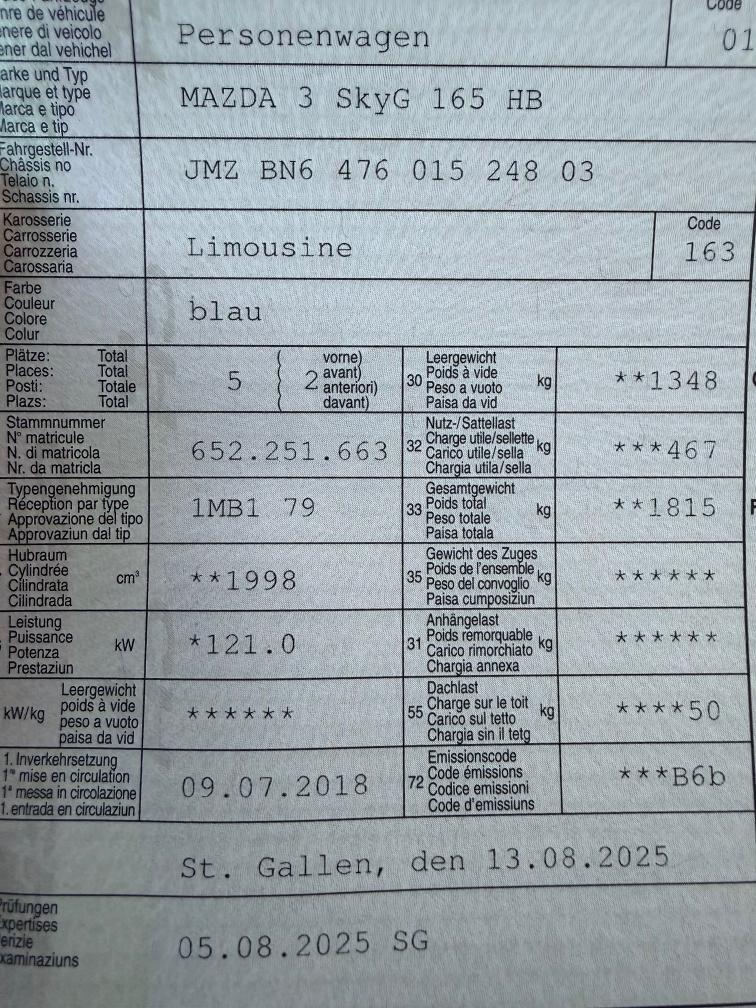 nre de véhicule
nere di veicolo
ner dal vehichel
Personenwagen
Code
01
arke und Typ
Marque et type
Marca e tipo
Marca e tip
MAZDA 3 SkyG 165 HB
Fahrgestell-Nr.
Châssis no
Telaio n.
Schassis nr.
JMZ BN6 476 015 248 03
Karosserie
Carrosserie
Carrozzeria
Carossaria
Limousine
Code
163
Farbe
Couleur
Colore
Colur
blau
Plätze: Total
Places: Total
Posti: Totale
Plazs: Total
5 ( 2
vorne)
avant)
anteriori)
davant)
30
Leergewicht
Poids à vide
Peso a vuoto
Paisa da vid
kg
**1348
Stammnummer
N° matricule
N. di matricola
Nr. da matricla
652.251.663
32
Nutz-/Sattellast
Charge utile/sellette
Carico utile/sella
Chargia utila/sella
kg
***467
Typengenehmigung
Réception par type
Approvazione del tipo
Approvaziun dal tip
1MB1 79
33
Gesamtgewicht
Poids total
Peso totale
Paisa totala
kg
**1815
Hubraum
Cylindrée
Cilindrata
Cilindrada
cm³
**1998
35
Gewicht des Zuges
Poids de l'ensemble
Peso del convoglio
Paisa cumposiziun
kg
******
Leistung
Puissance
Potenza
Prestaziun
kW
*121.0
31
Anhängelast
Poids remorquable
Carico rimorchiato
Chargia annexa
kg
******
kW/kg
Leergewicht
poids à vide
peso a vuoto
paisa da vid
******
55
Dachlast
Charge sur le toit
Carico sul tetto
Chargia sin il tetg
kg
****50
1. Inverkehrsetzung
1re mise en circulation
1a messa in circolazione
1. entrada en circulaziun
09.07.2018
72
Emissionscode
Code émissions
Codice emissioni
Code d'emissiuns
***B6b
St. Gallen, den 13.08.2025
Prüfungen
xpertises
erizie
xaminaziuns
05.08.2025 SG